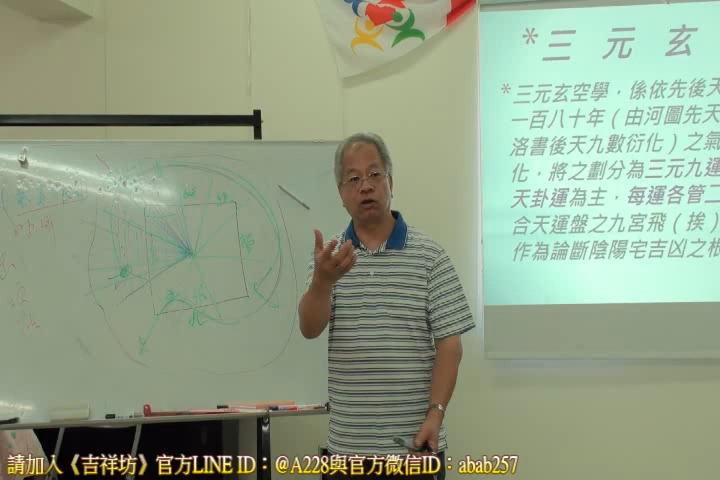 *三 元 玄
*三元玄空學，係依先後天
一百八十年（由河圖先天
洛書後天九數衍化）之氣
化，將之劃分為三元九運
天卦運為主，每運各管二
合天運盤之九宮飛（挨）
作為論斷陰陽宅吉凶之根
請加入《吉祥坊》官方LINE ID：@A228與官方微信ID：abab257